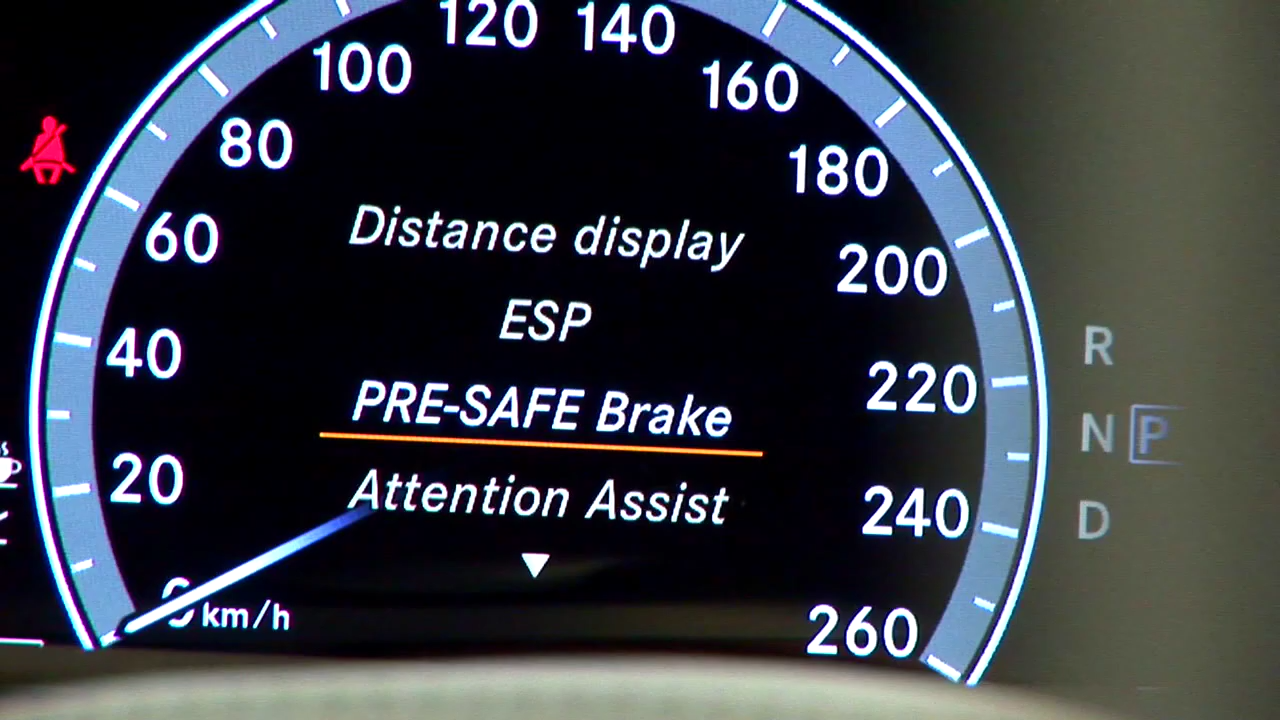 120 140
100 160
80 180
60 200
40 220
20 240
0 km/h 260
Distance display
ESP
PRE-SAFE Brake
Attention Assist
R
N P
D